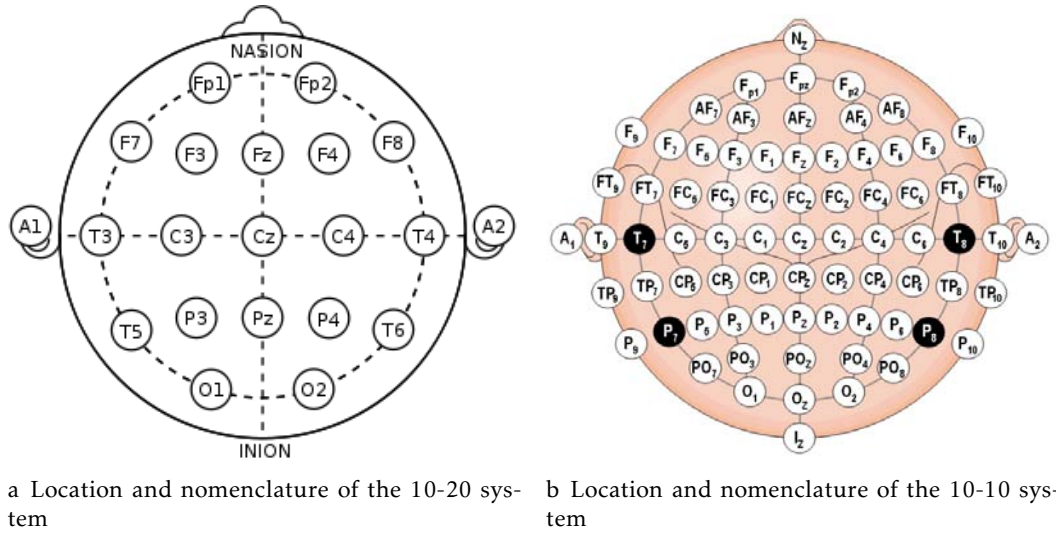 NASION
Fp1 Fp2
F7 F3 Fz F4 F8
A1 T3 C3 Cz C4 T4 A2
T5 P3 Pz P4 T6
O1 O2
INION
a Location and nomenclature of the 10-20 sys-
tem
Nz
Fp1 Fpz Fp2
AF7 AF3 AFz AF4 AF8
F9 F7 F5 F3 F1 Fz F2 F4 F6 F8 F10
FT9 FT7 FC5 FC3 FC1 FCz FC2 FC4 FC6 FT8 FT10
A1 T9 T7 C5 C3 C1 Cz C2 C4 C6 T8 T10 A2
TP9 TP7 CP5 CP3 CP1 CPz CP2 CP4 CP6 TP8 TP10
P9 P7 P5 P3 P1 Pz P2 P4 P6 P8 P10
PO7 PO3 POz PO4 PO8
O1 Oz O2
Iz
b Location and nomenclature of the 10-10 sys-
tem